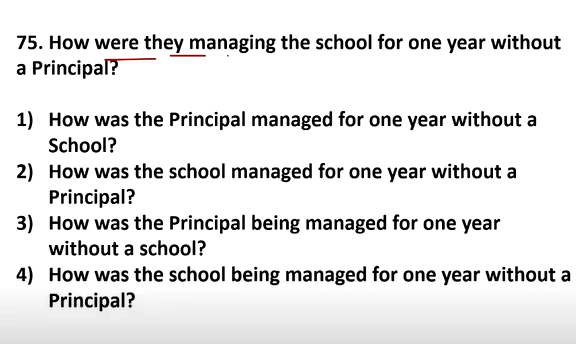 75. How were they managing the school for one year without
a Principal?
1) How was the Principal managed for one year without a
School?
2) How was the school managed for one year without a
Principal?
3) How was the Principal being managed for one year
without a school?
4) How was the school being managed for one year without a
Principal?